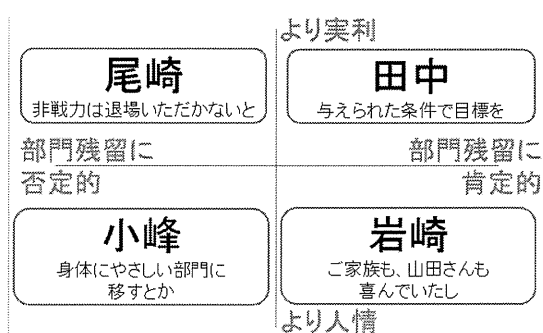 より実利
尾崎
非戦力は退場いただかないと
田中
与えられた条件で目標を
部門残留に
否定的
部門残留に
肯定的
小峰
身体にやさしい部門に
移すとか
岩崎
ご家族も、山田さんも
喜んでいたし
より人情